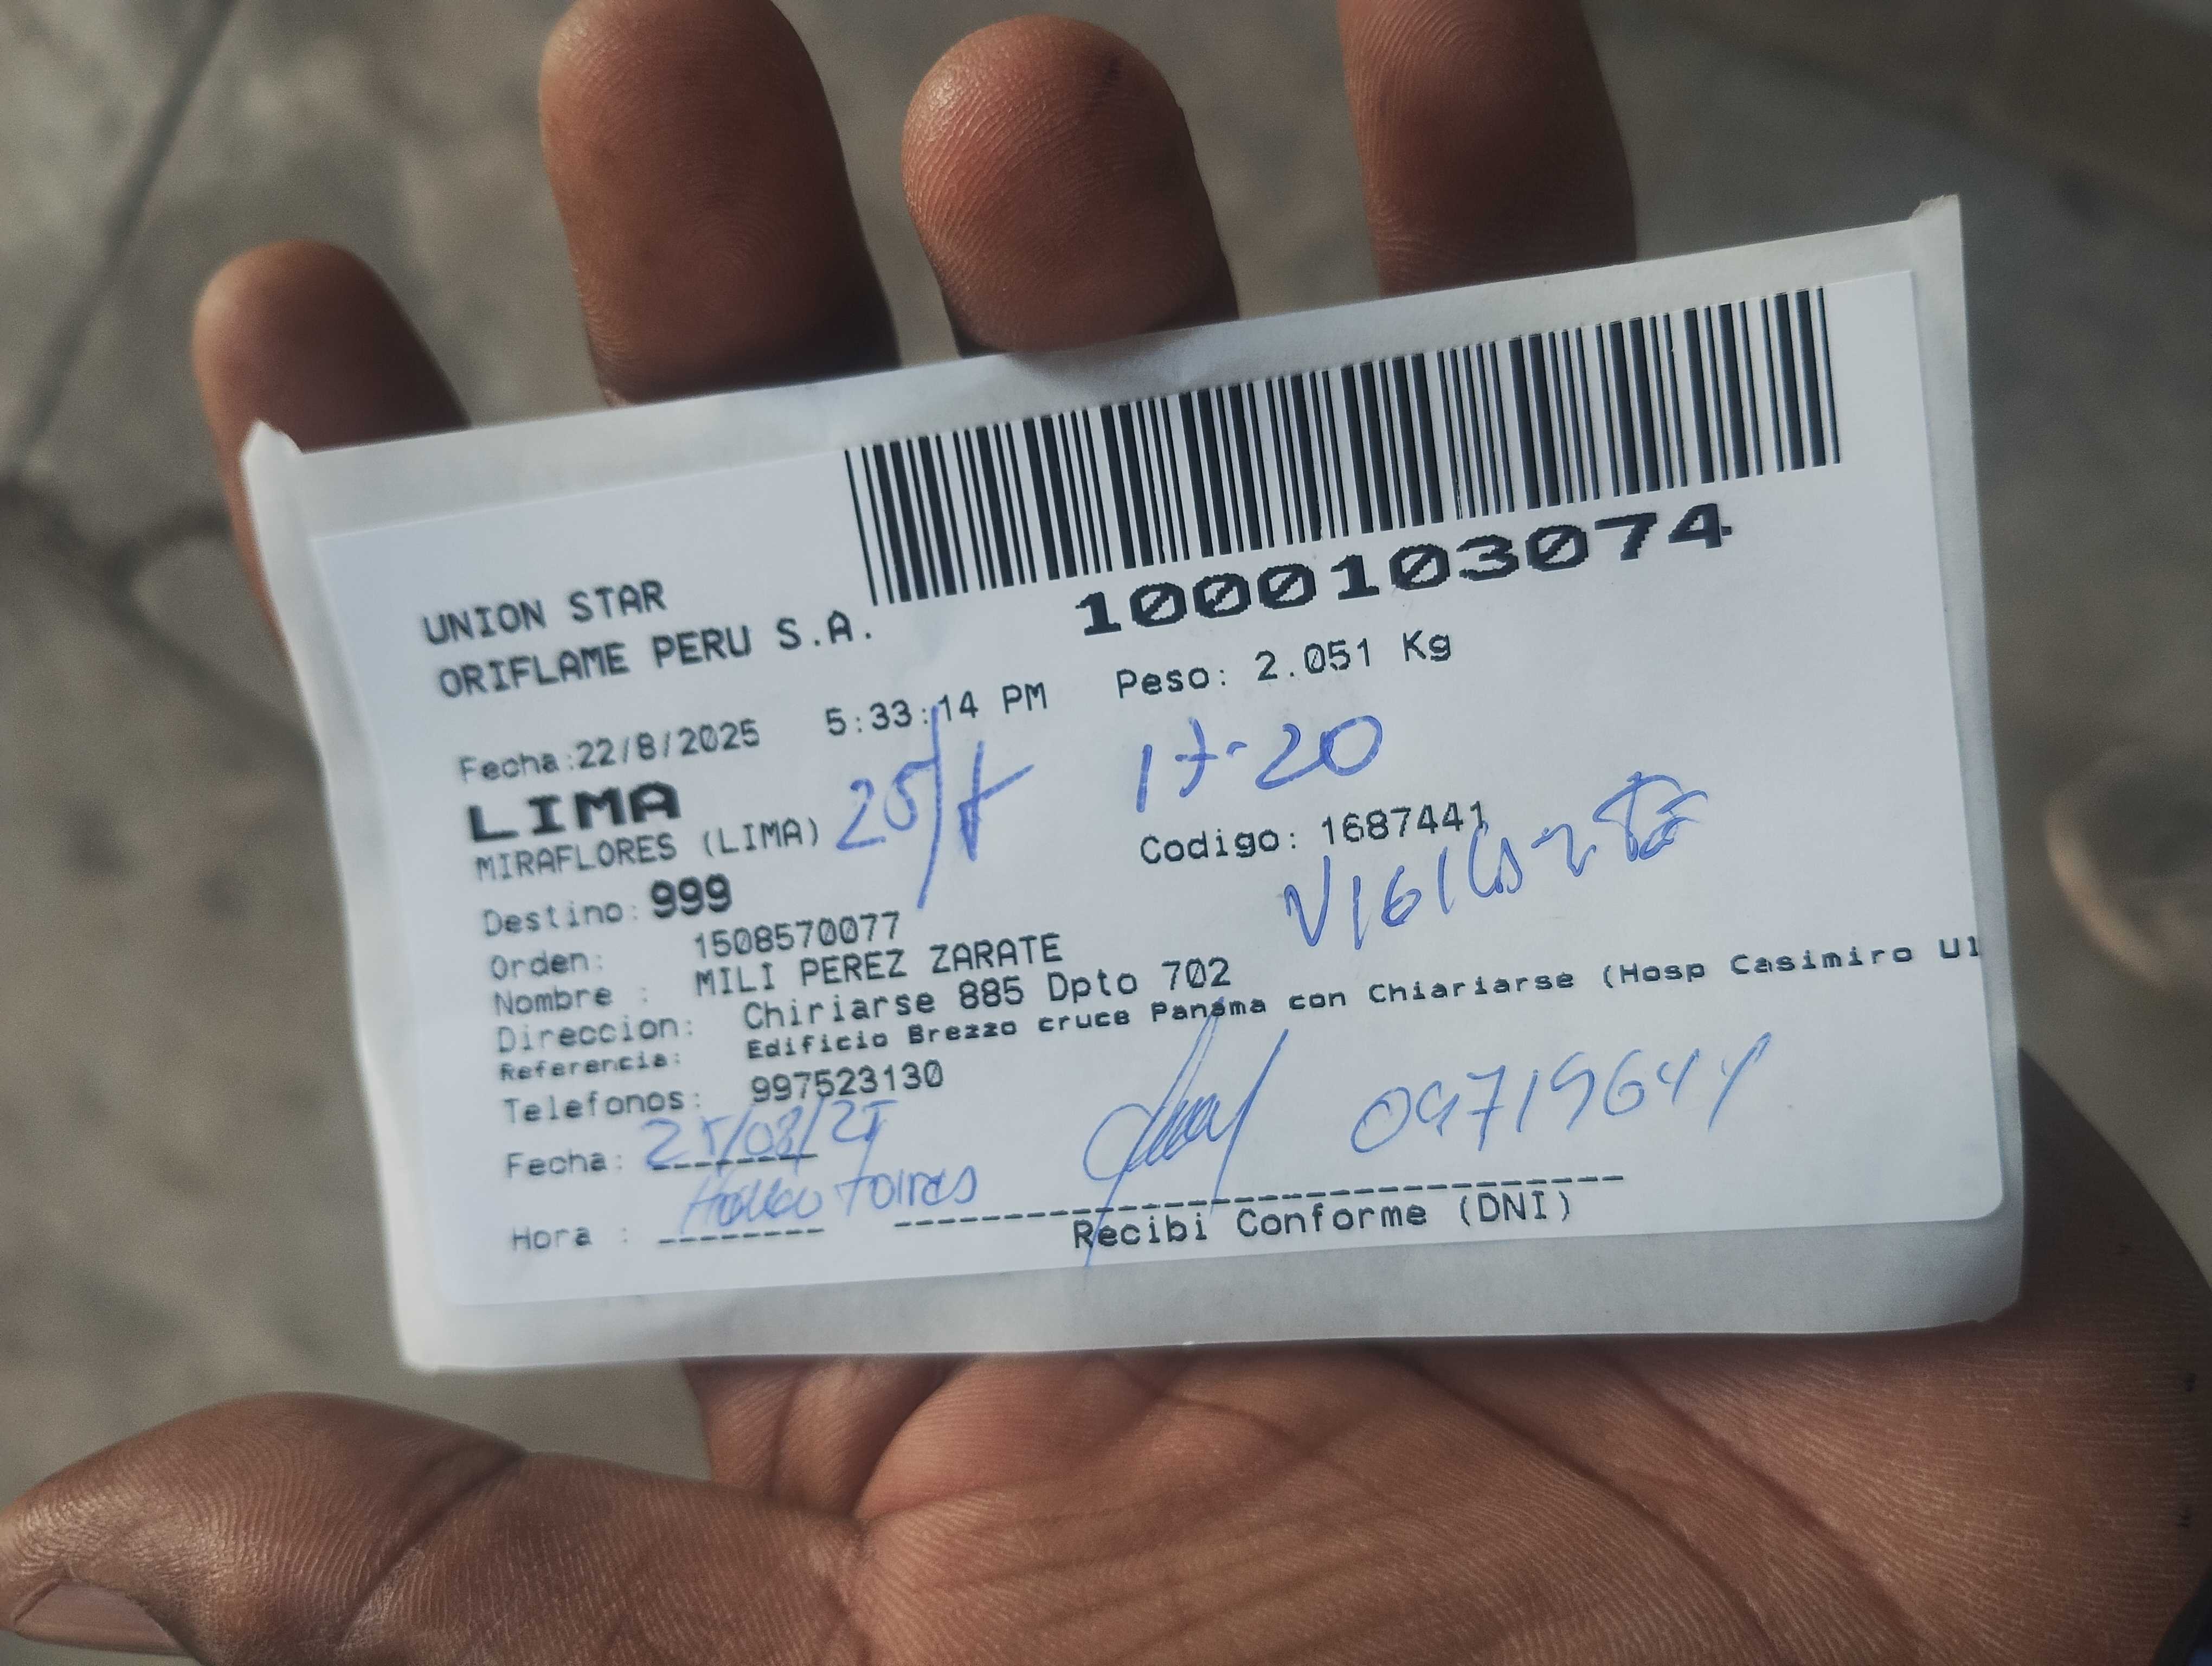 1000103074
UNION STAR
ORIFLAME PERU S.A.
Fecha:22/8/2025 5:33:14 PM Peso: 2.051 Kg
LIMA
MIRAFLORES (LIMA) 25/8 17-20
Codigo: 1687441
Destino: 999
Orden: 1508570077
Nombre : MILI PEREZ ZARATE
Direccion: Chiriarse 885 Dpto 702
Referencia: Edificio Brezzo cruce Panama con Chiariarse (Hosp Casimiro Ul
Telefonos: 997523130
Fecha: 25/08/25
Hora : Torres
Recibi Conforme (DNI)